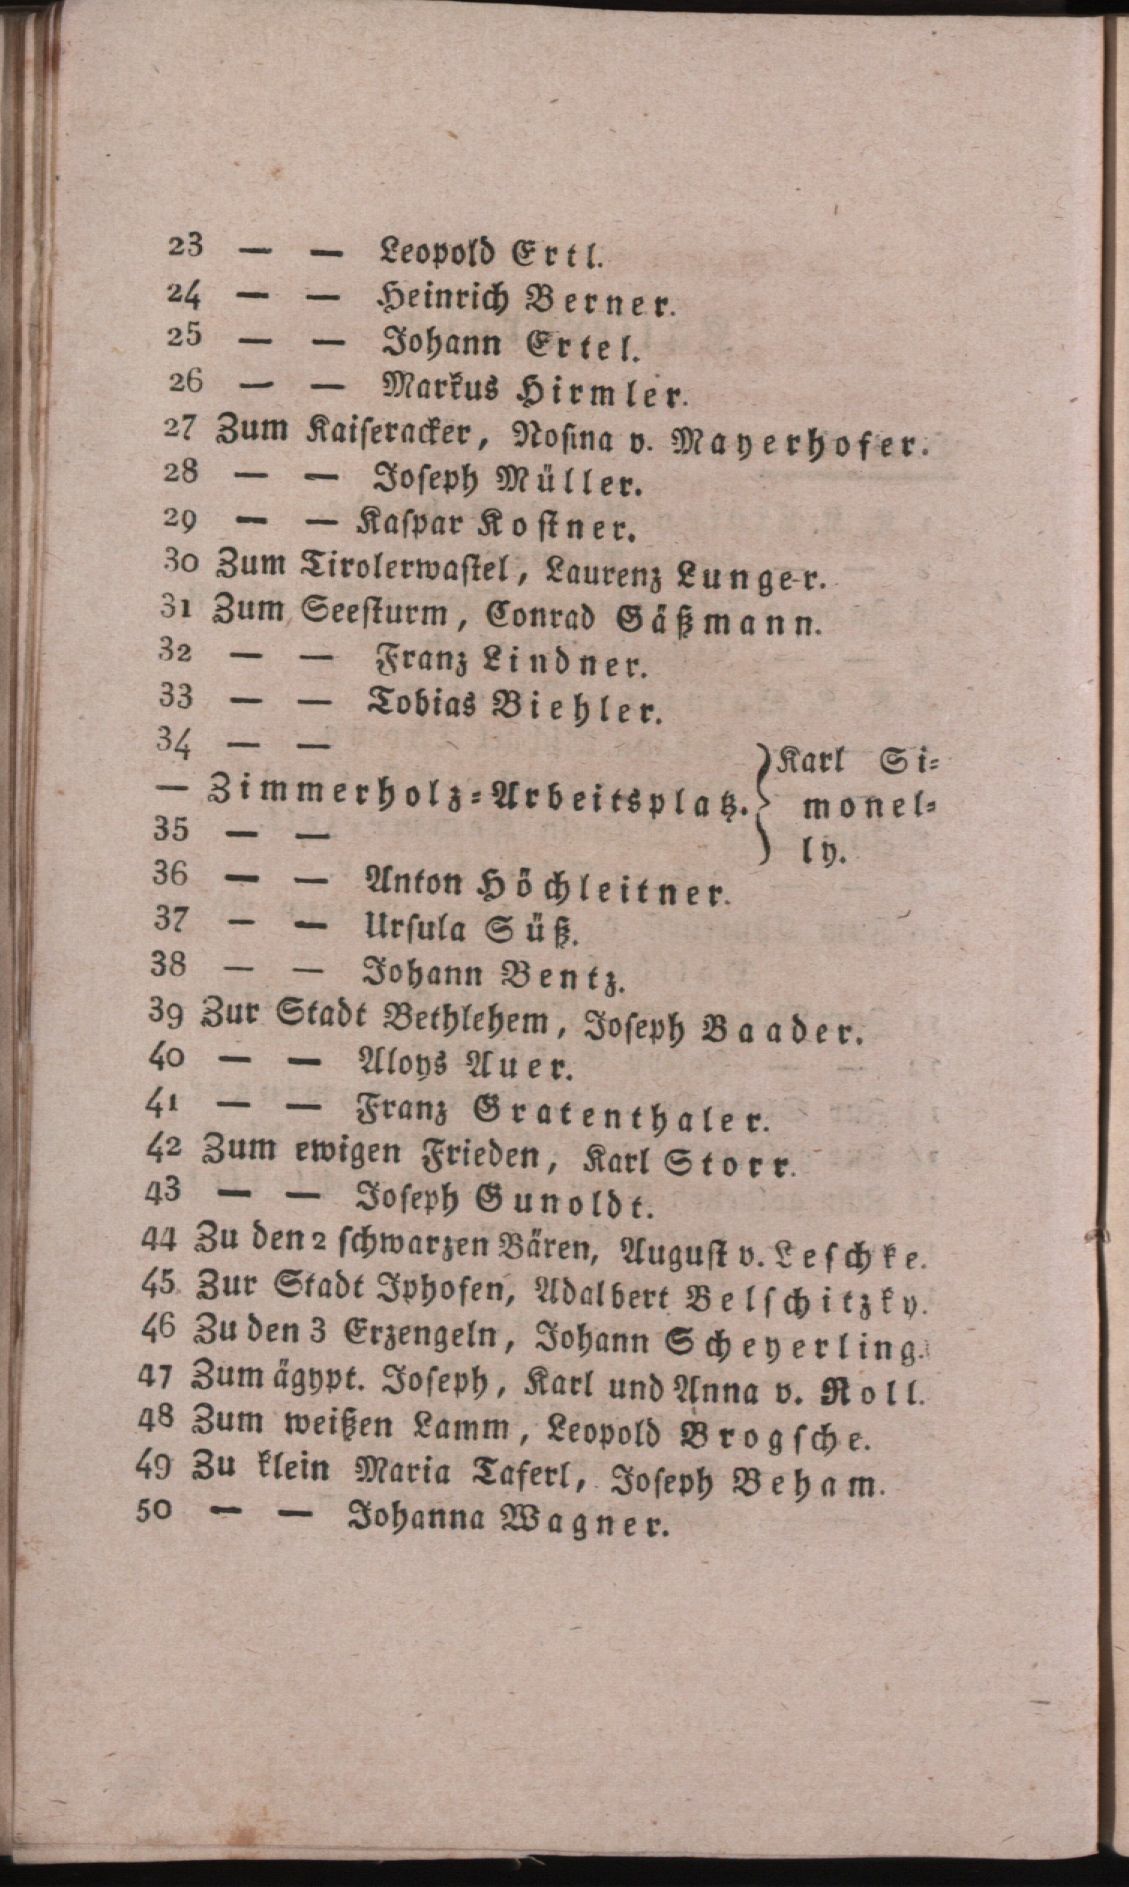 23 — — Leopold Ertl.
24 — — Heinrich Berner.
25 — — Johann Ertel.
26 — — Markus Hirmler.
27 Zum Kaiseracker, Rosina v. Mayerhofer.
28 — — Joseph Müller.
29 — — Kaspar Kostner.
30 Zum Tirolerwastel, Laurenz Lunger.
31 Zum Seesturm, Conrad Gäßmann.
32 — — Franz Lindner.
33 — — Tobias Biehler.
34 — — } Karl Si-
— Zimmerholz-Arbeitsplatz. } monel-
35 — — } ly.
36 — — Anton Höchleitner.
37 — — Ursula Süß.
38 — — Johann Bentz.
39 Zur Stadt Bethlehem, Joseph Baader.
40 — — Aloys Auer.
41 — — Franz Gratenthaler.
42 Zum ewigen Frieden, Karl Storr.
43 — — Joseph Gunoldt.
44 Zu den 2 schwarzen Bären, August v. Leschke.
45 Zur Stadt Iphofen, Adalbert Belschitzky.
46 Zu den 3 Erzengeln, Johann Scheyerling.
47 Zum ägypt. Joseph, Karl und Anna v. Roll.
48 Zum weißen Lamm, Leopold Brogsche.
49 Zu klein Maria Taferl, Joseph Beham.
50 — — Johanna Wagner.